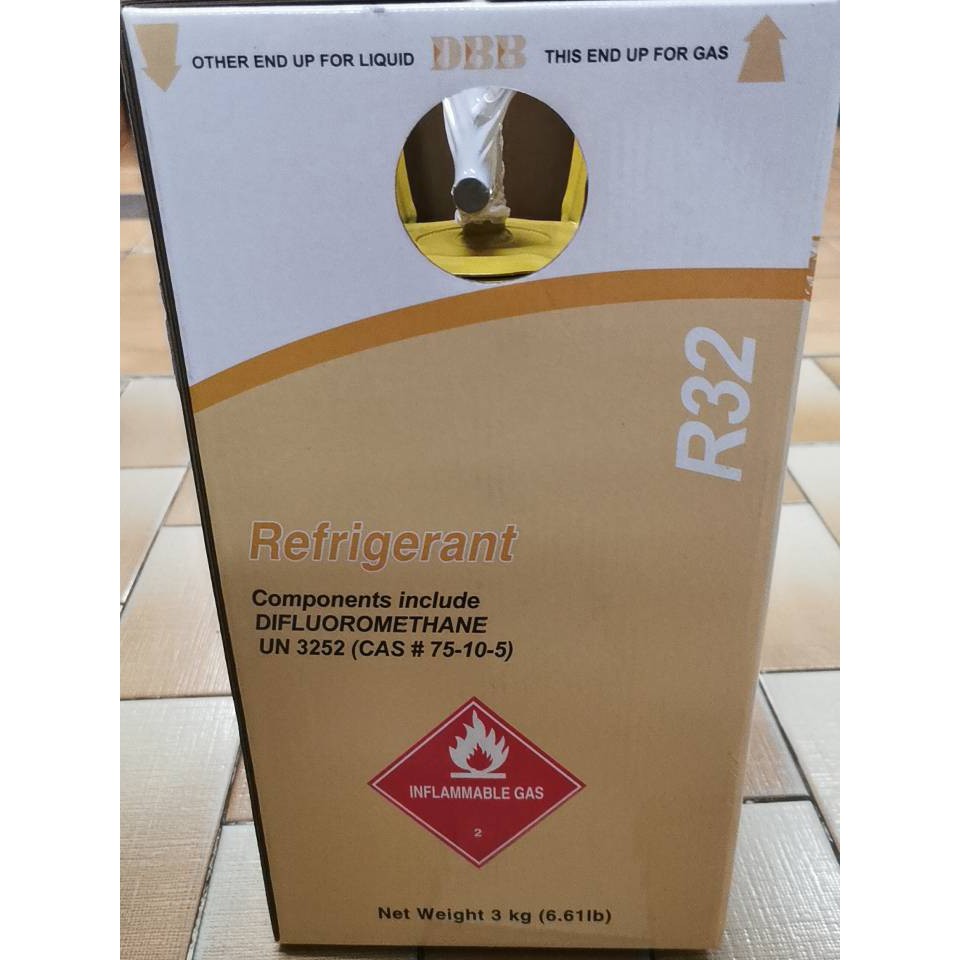 OTHER END UP FOR LIQUID DBB THIS END UP FOR GAS
R32
Refrigerant
Components include
DIFLUOROMETHANE
UN 3252 (CAS # 75-10-5)
INFLAMMABLE GAS
2
Net Weight 3 kg (6.61lb)